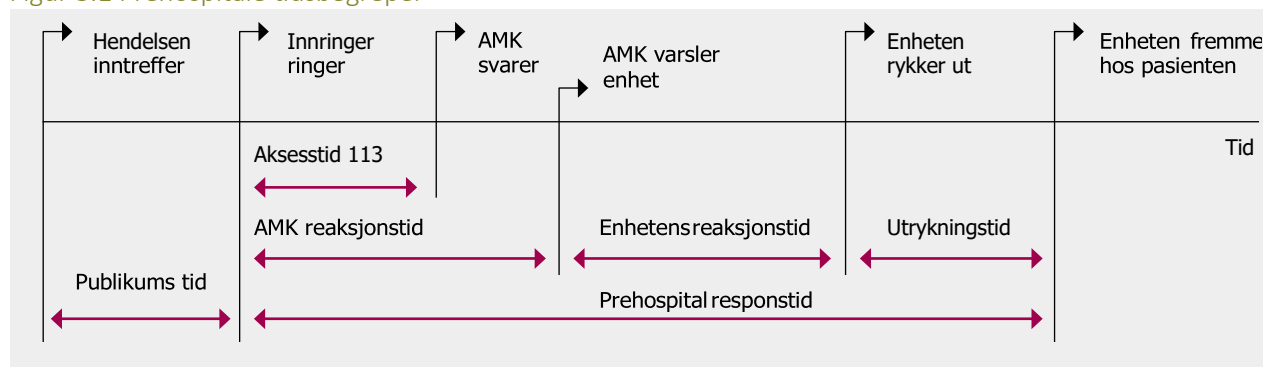 Hendelsen
inntreffer
Innringer
ringer
AMK
svarer
AMK varsler
enhet
Enheten
rykker ut
Enheten fremme
hos pasienten
Tid
Aksesstid 113
AMK reaksjonstid
Enhetens reaksjonstid
Utrykningstid
Publikums tid
Prehospital responstid